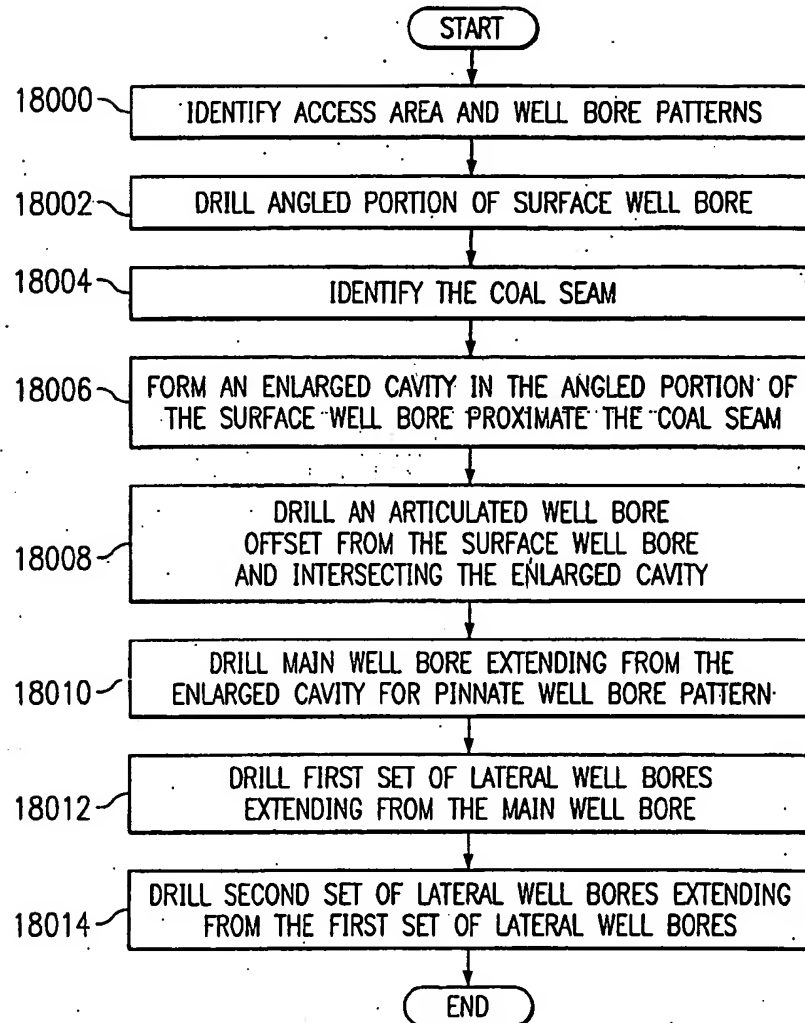 START
18000
IDENTIFY ACCESS AREA AND WELL BORE PATTERNS
18002
DRILL ANGLED PORTION OF SURFACE WELL BORE
18004
IDENTIFY THE COAL SEAM
18006
FORM AN ENLARGED CAVITY IN THE ANGLED PORTION OF
THE SURFACE WELL BORE PROXIMATE THE COAL SEAM
18008
DRILL AN ARTICULATED WELL BORE
OFFSET FROM THE SURFACE WELL BORE
AND INTERSECTING THE ENLARGED CAVITY
18010
DRILL MAIN WELL BORE EXTENDING FROM THE
ENLARGED CAVITY FOR PINNATE WELL BORE PATTERN
18012
DRILL FIRST SET OF LATERAL WELL BORES
EXTENDING FROM THE MAIN WELL BORE
18014
DRILL SECOND SET OF LATERAL WELL BORES EXTENDING
FROM THE FIRST SET OF LATERAL WELL BORES
END